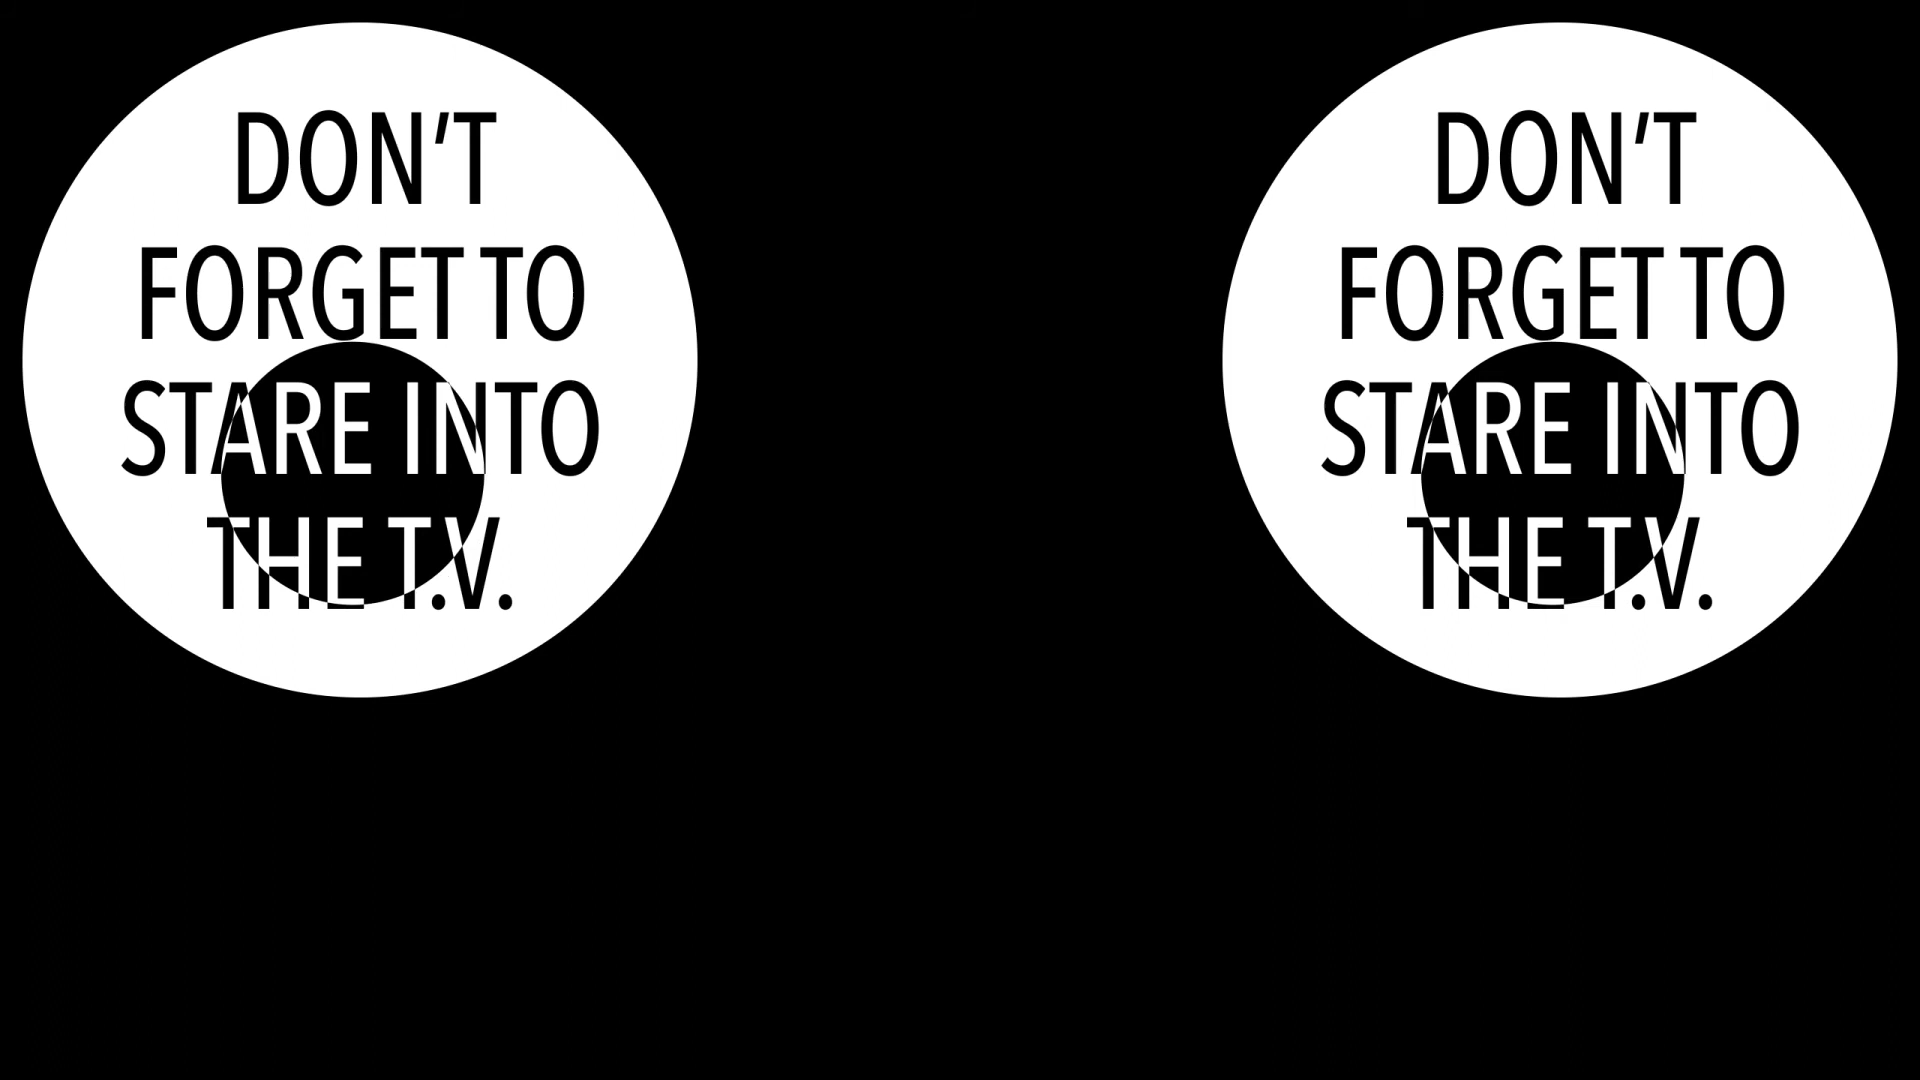 DON'T
FORGET TO
STARE INTO
THE T.V.
DON'T
FORGET TO
STARE INTO
THE T.V.